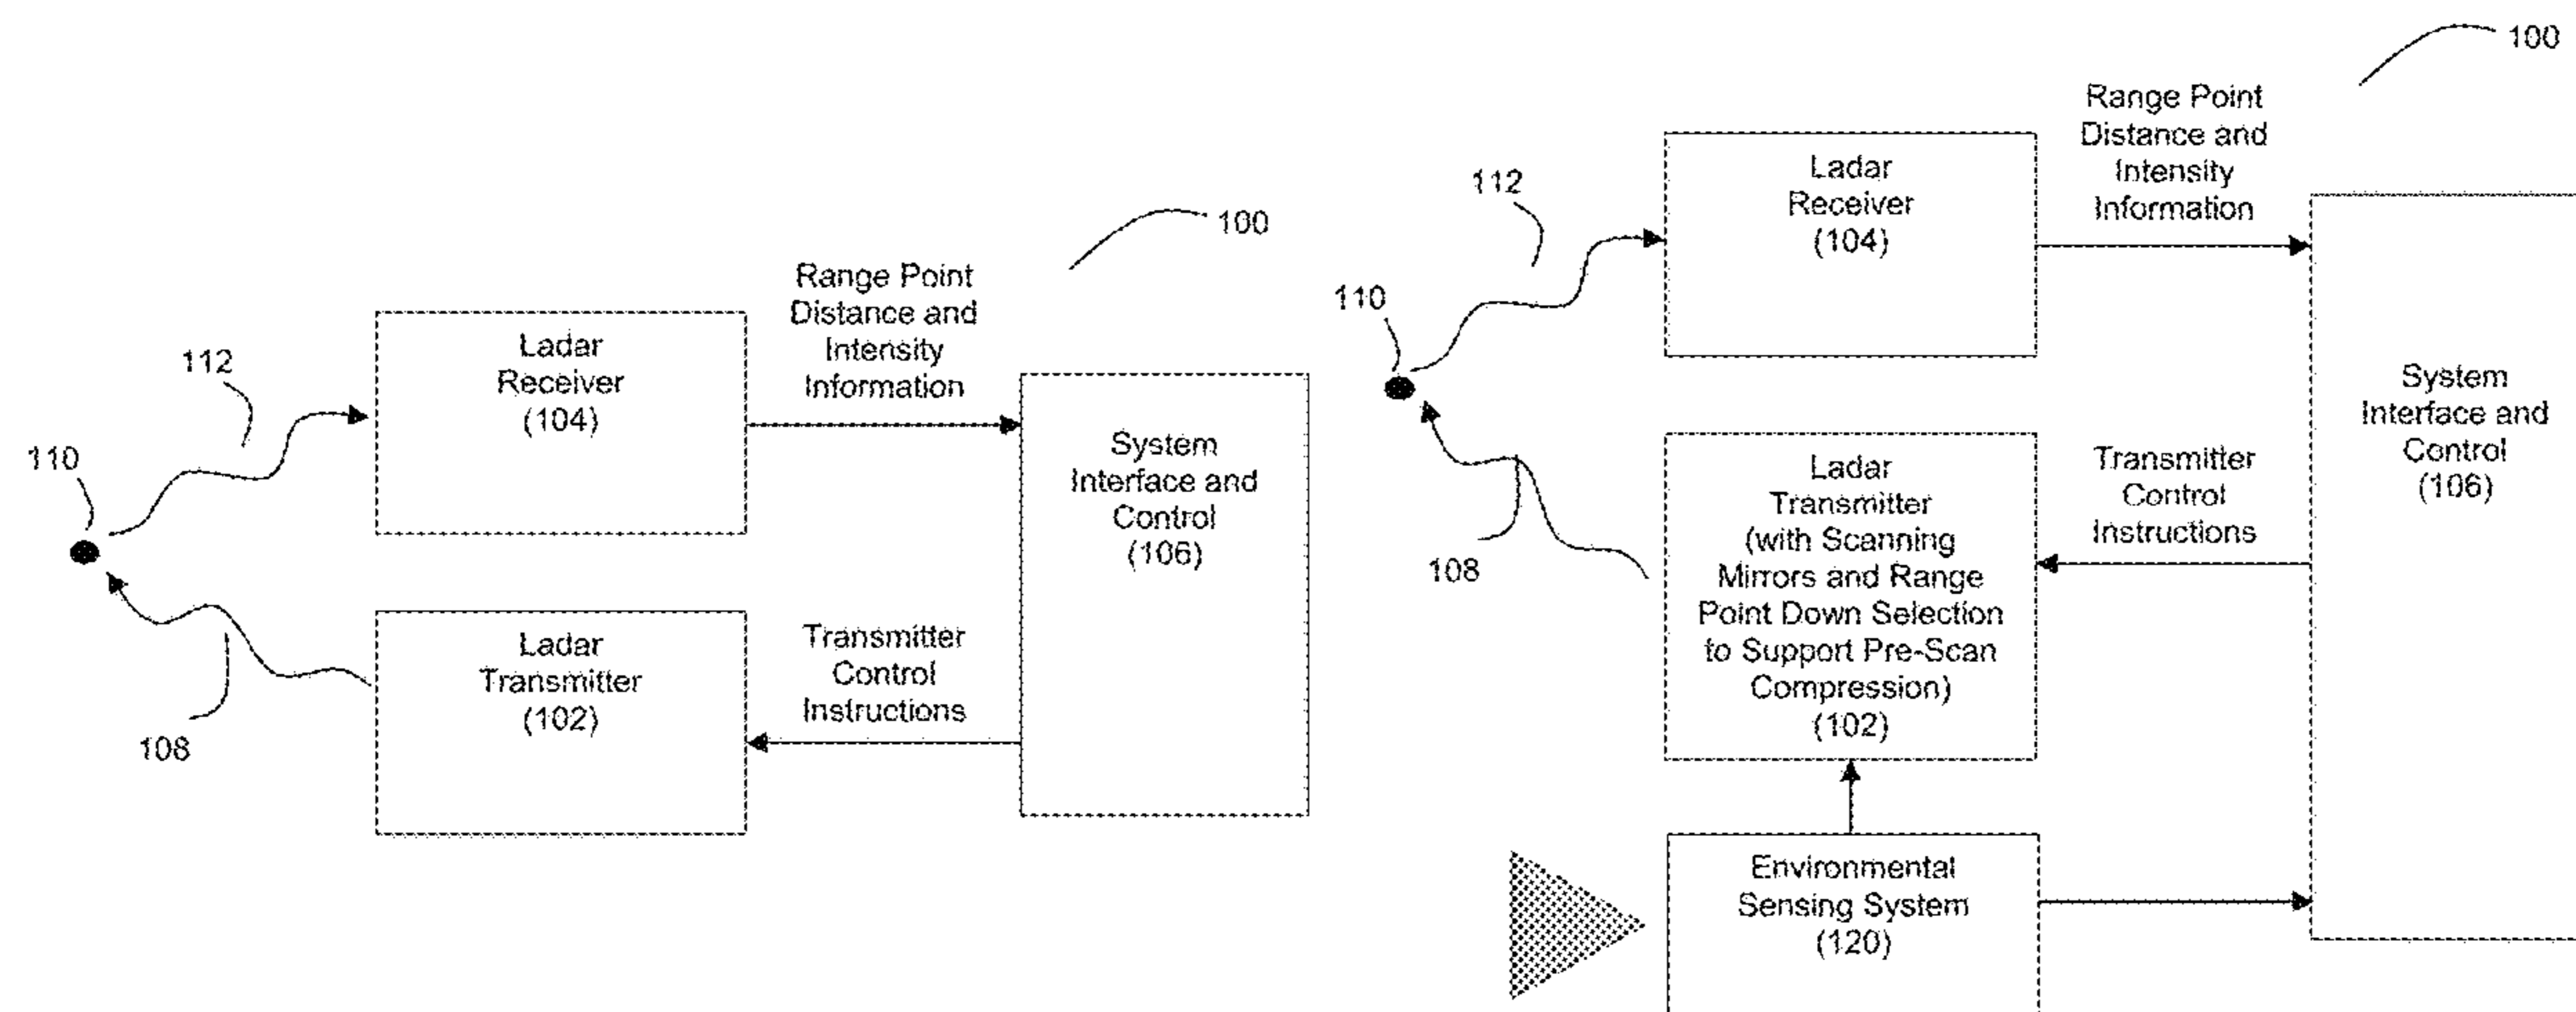 100
Range Point
Distance and
Intensity
Information
112
Ladar
Receiver
(104)
110
System
Interface and
Control
(106)
Ladar
Transmitter
(102)
Transmitter
Control
Instructions
108
100
Range Point
Distance and
Intensity
Information
112
Ladar
Receiver
(104)
110
System
Interface and
Control
(106)
Ladar
Transmitter
(with Scanning
Mirrors and Range
Point Down Selection
to Support Pre-Scan
Compression)
(102)
Transmitter
Control
Instructions
108
Environmental
Sensing System
(120)